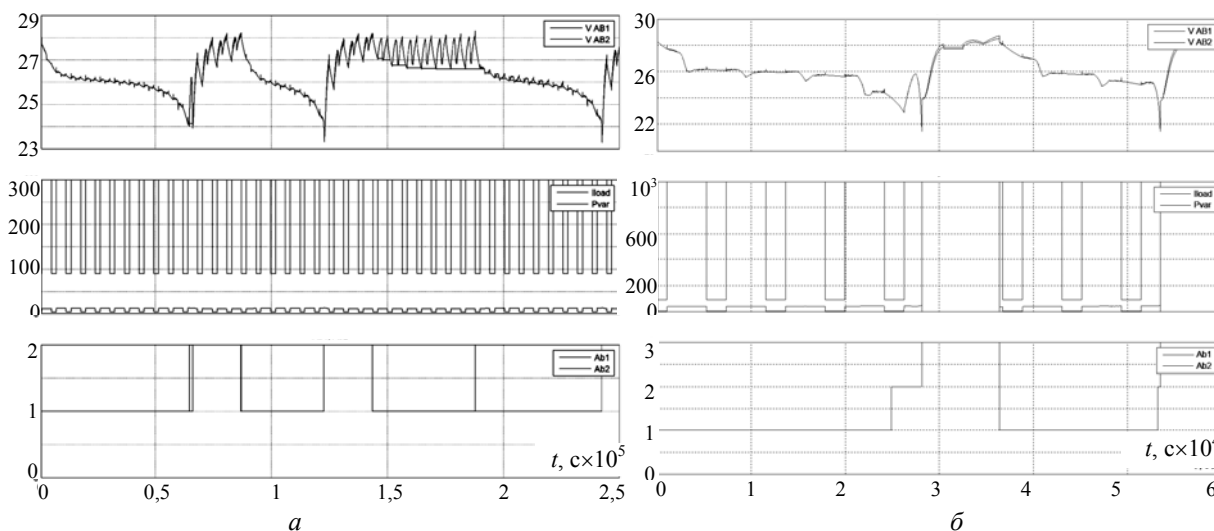 29
27
25
23
V AB1
V AB2
300
200
100
0
Iload
Pvar
2
1
0
Ab1
Ab2
t, c×10⁵
0 0,5 1 1,5 2 2,5
а
30
26
22
V AB1
V AB2
10³
600
200
0
Iload
Pvar
3
2
1
0
Ab1
Ab2
t, c×10
0 1 2 3 4 5 6
б